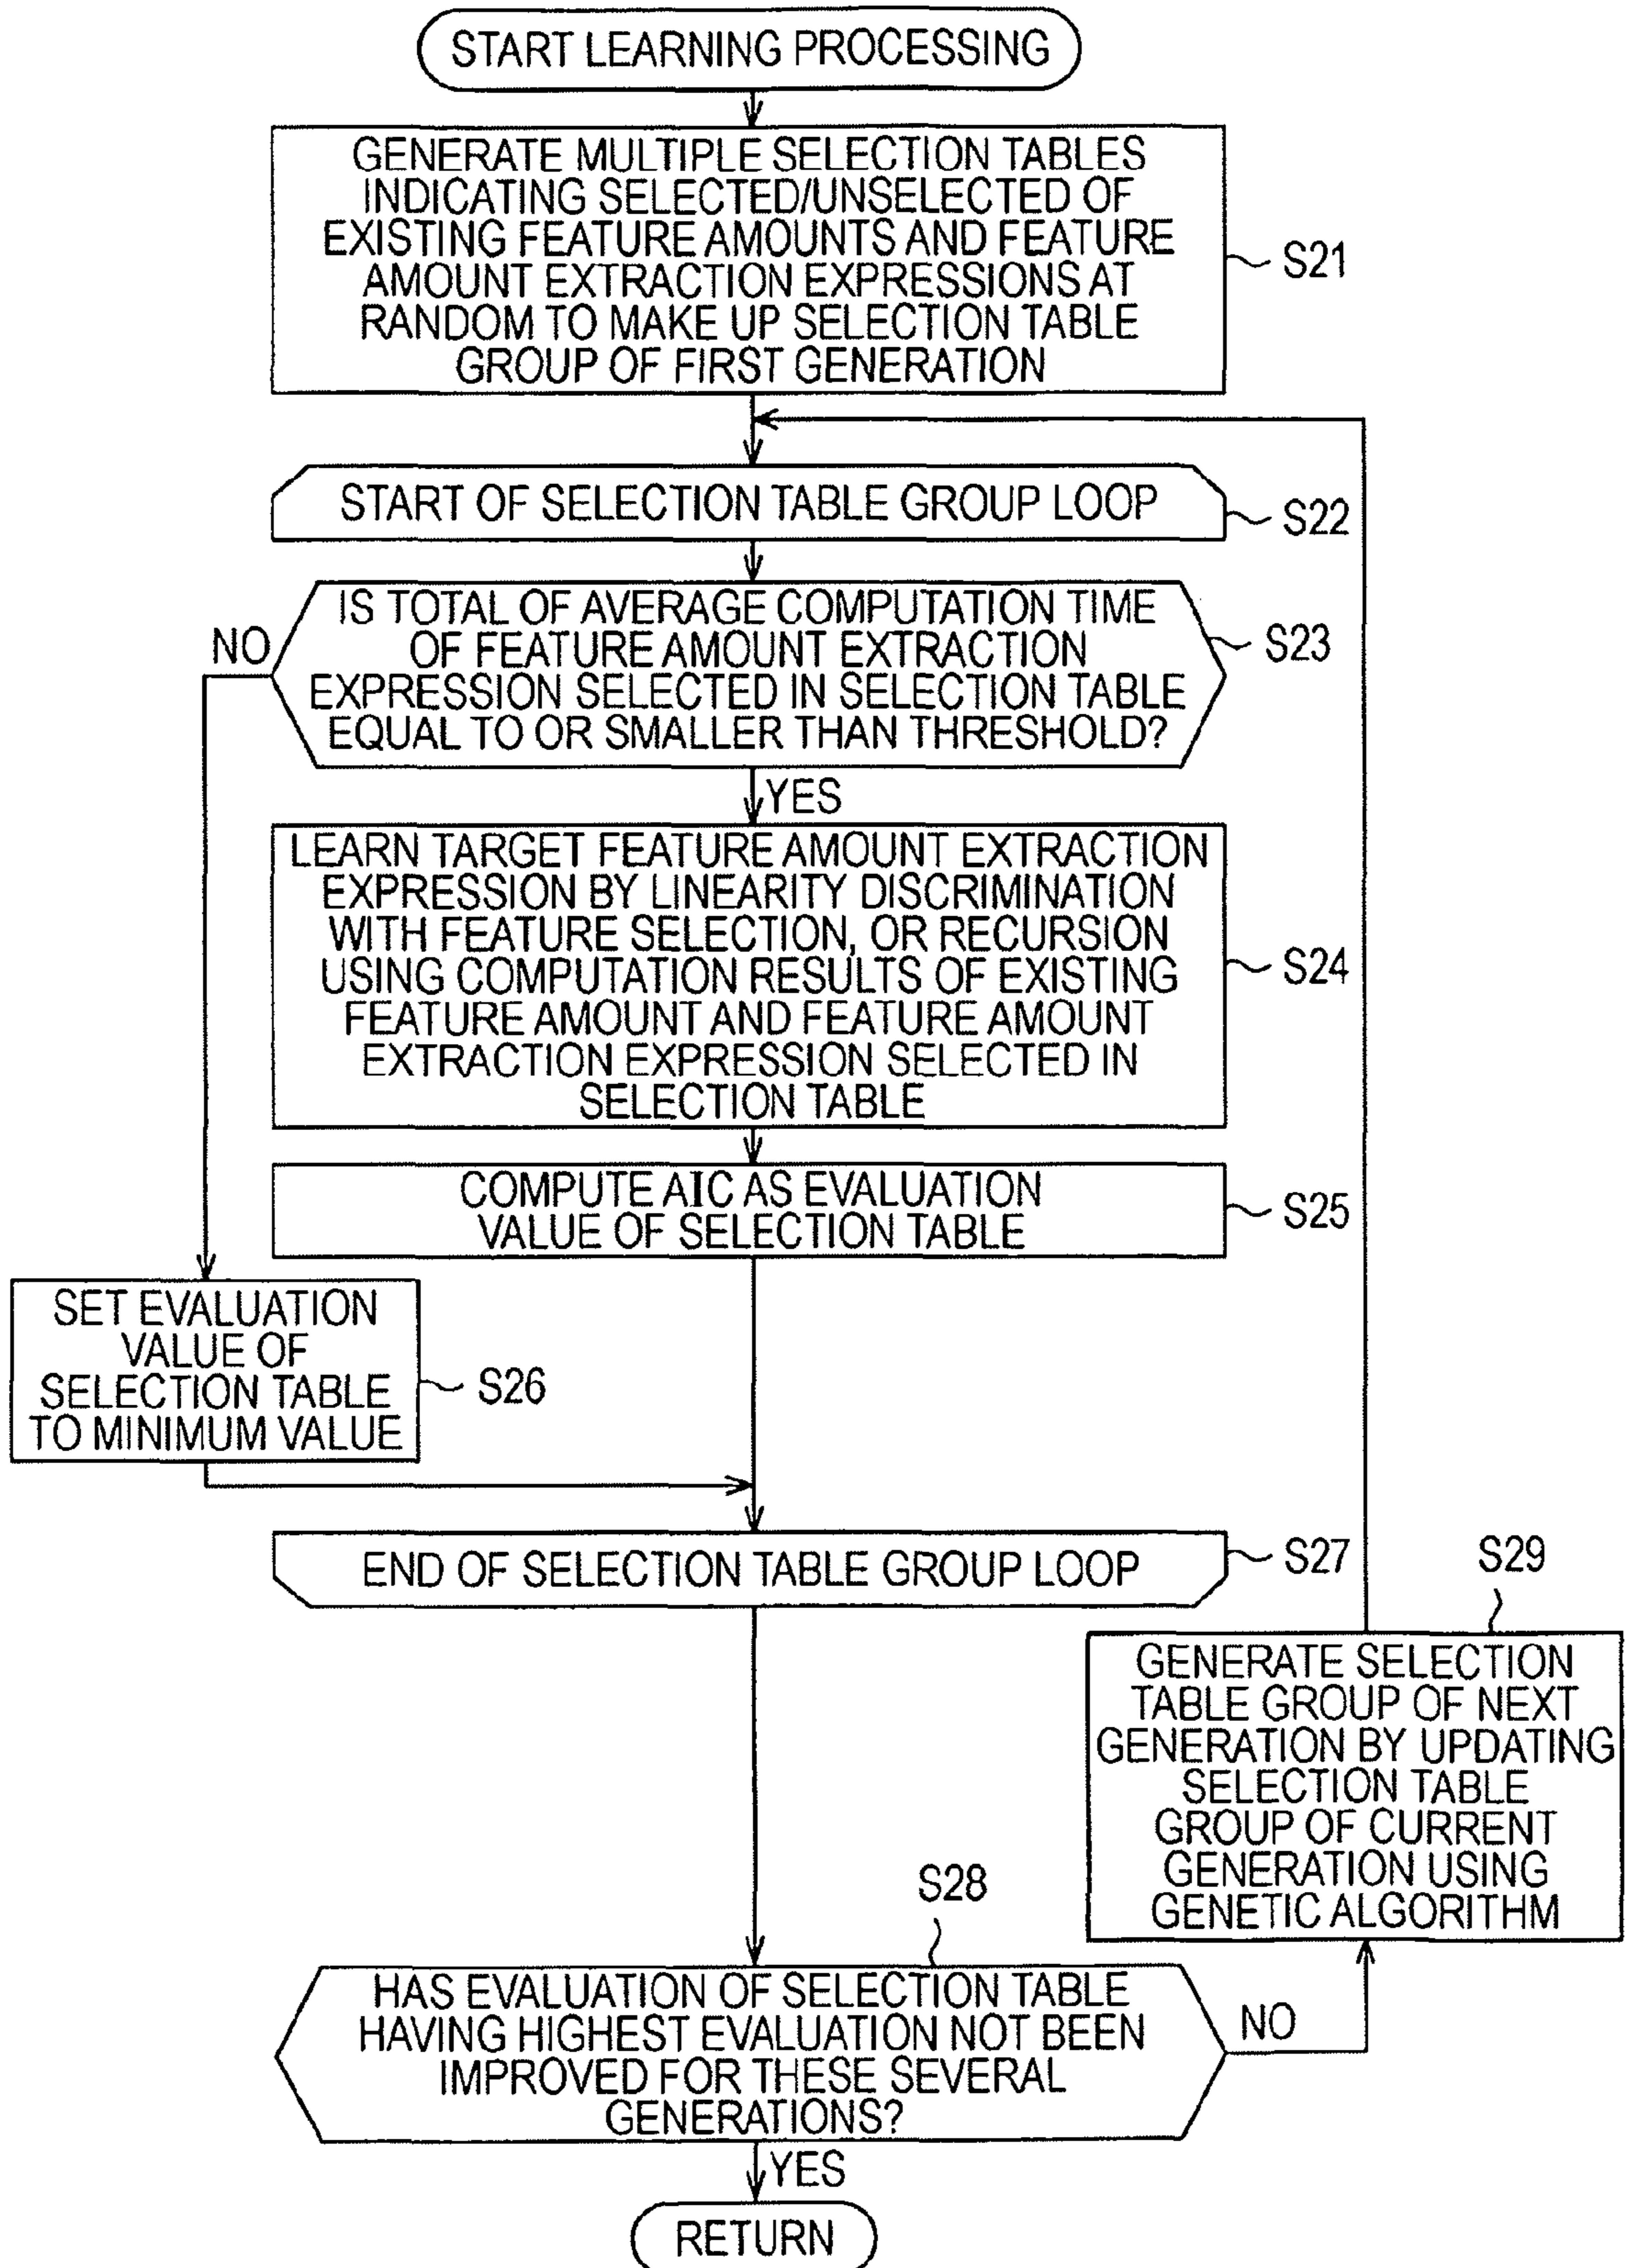 START LEARNING PROCESSING
GENERATE MULTIPLE SELECTION TABLES
INDICATING SELECTED/UNSELECTED OF
EXISTING FEATURE AMOUNTS AND FEATURE
AMOUNT EXTRACTION EXPRESSIONS AT
RANDOM TO MAKE UP SELECTION TABLE
GROUP OF FIRST GENERATION
S21
START OF SELECTION TABLE GROUP LOOP
S22
IS TOTAL OF AVERAGE COMPUTATION TIME
OF FEATURE AMOUNT EXTRACTION
EXPRESSION SELECTED IN SELECTION TABLE
EQUAL TO OR SMALLER THAN THRESHOLD?
S23
NO
YES
LEARN TARGET FEATURE AMOUNT EXTRACTION
EXPRESSION BY LINEARITY DISCRIMINATION
WITH FEATURE SELECTION, OR RECURSION
USING COMPUTATION RESULTS OF EXISTING
FEATURE AMOUNT AND FEATURE AMOUNT
EXTRACTION EXPRESSION SELECTED IN
SELECTION TABLE
S24
COMPUTE AIC AS EVALUATION
VALUE OF SELECTION TABLE
S25
SET EVALUATION
VALUE OF
SELECTION TABLE
TO MINIMUM VALUE
S26
END OF SELECTION TABLE GROUP LOOP
S27
S29
GENERATE SELECTION
TABLE GROUP OF NEXT
GENERATION BY UPDATING
SELECTION TABLE
GROUP OF CURRENT
GENERATION USING
GENETIC ALGORITHM
S28
HAS EVALUATION OF SELECTION TABLE
HAVING HIGHEST EVALUATION NOT BEEN
IMPROVED FOR THESE SEVERAL
GENERATIONS?
NO
YES
RETURN